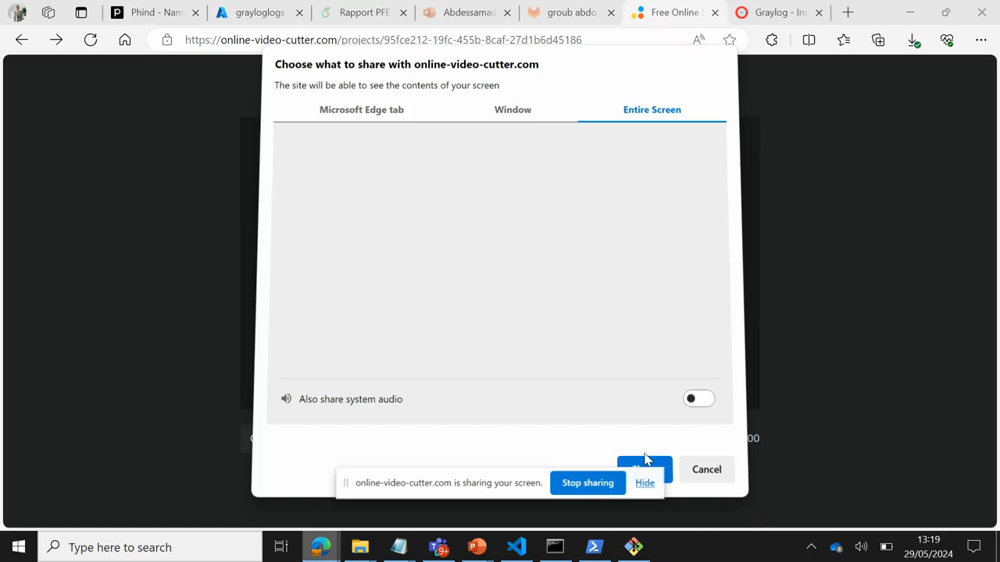 Phind - Nam
grayloglogs
Rapport PFE
Abdessamad
groub abdo
Free Online S
Graylog - Inc
https://online-video-cutter.com/projects/95fce212-19fc-455b-8caf-27d1b6d45186
Choose what to share with online-video-cutter.com
The site will be able to see the contents of your screen
Microsoft Edge tab
Window
Entire Screen
Also share system audio
00
Cancel
online-video-cutter.com is sharing your screen.
Stop sharing
Hide
Type here to search
9+
13:19
29/05/2024